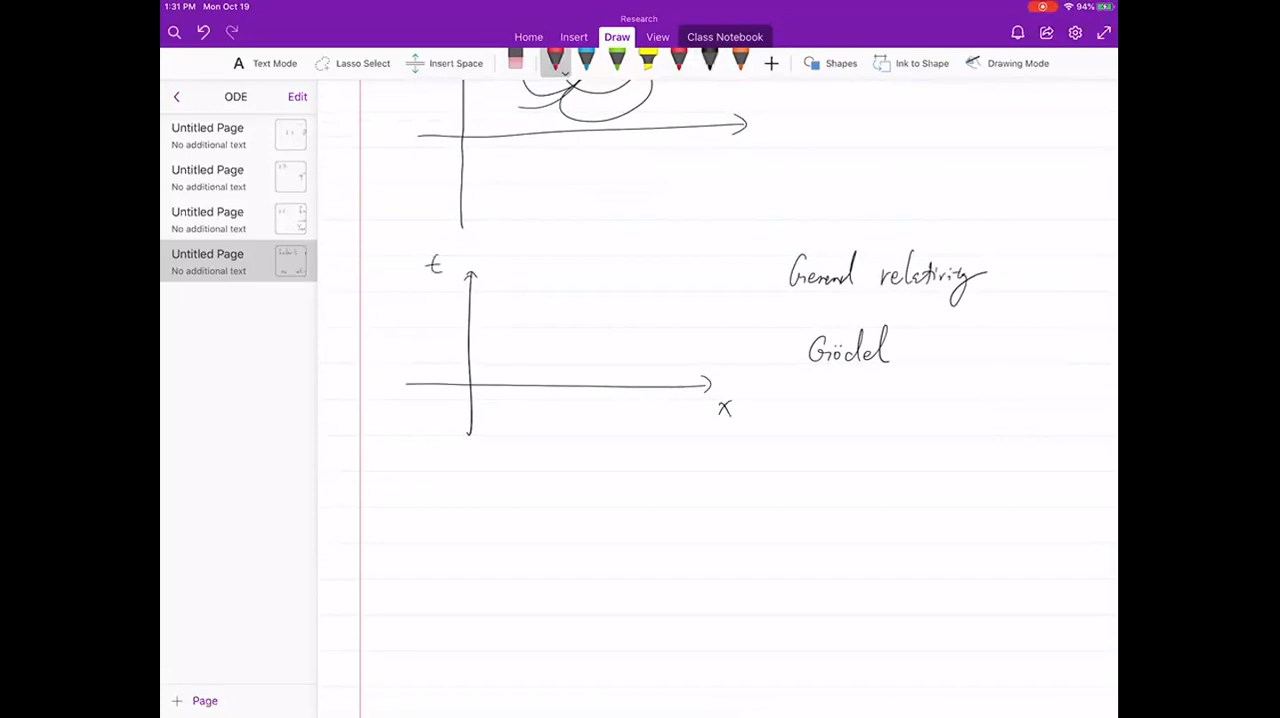 1:31 PM Mon Oct 19
94%
Research
Home Insert Draw View Class Notebook
Text Mode Lasso Select Insert Space Shapes Ink to Shape Drawing Mode
ODE Edit
Untitled Page
No additional text
Untitled Page
No additional text
Untitled Page
No additional text
Untitled Page
No additional text
+ Page
t
x
General relativity
Gödel